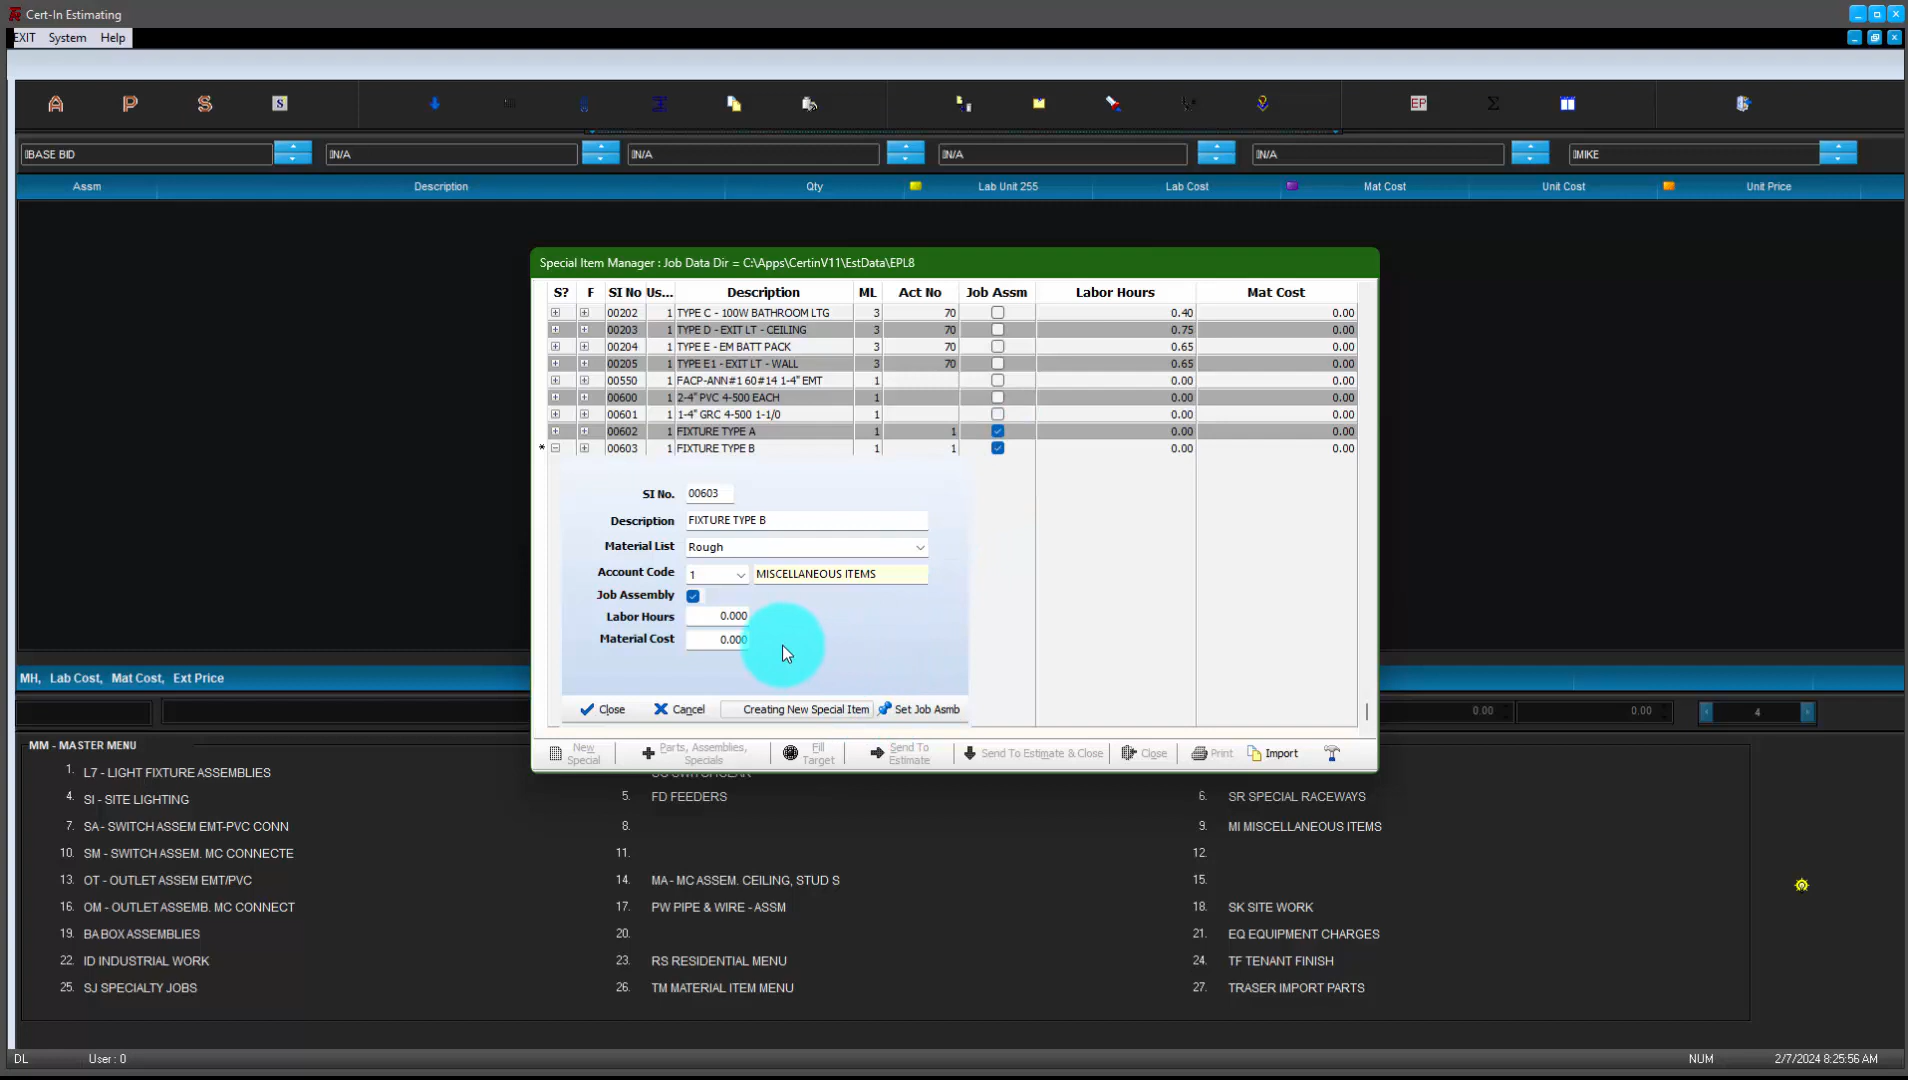 Cert-In Estimating
EXIT System Help
A P S S EP Σ
BASE BID N/A N/A N/A N/A MIKE
Assm Description Qty Lab Unit 255 Lab Cost Mat Cost Unit Cost Unit Price
Special Item Manager : Job Data Dir = C:\Apps\CertinV11\EstData\EPL8
S? F SI No Us... Description ML Act No Job Assm Labor Hours Mat Cost
00202 1 TYPE C - 100W BATHROOM LTG 3 70 0.40 0.00
00203 1 TYPE D - EXIT LT - CEILING 3 70 0.75 0.00
00204 1 TYPE E - EM BATT PACK 3 70 0.65 0.00
00205 1 TYPE E1 - EXIT LT - WALL 3 70 0.65 0.00
00550 1 FACP-ANN#1 60#14 1-4" EMT 1 0.00 0.00
00600 1 2-4" PVC 4-500 EACH 1 0.00 0.00
00601 1 1-4" GRC 4-500 1-1/0 1 0.00 0.00
00602 1 FIXTURE TYPE A 1 1 0.00 0.00
* 00603 1 FIXTURE TYPE B 1 1 0.00 0.00
SI No. 00603
Description FIXTURE TYPE B
Material List Rough
Account Code 1 MISCELLANEOUS ITEMS
Job Assembly
Labor Hours 0.000
Material Cost 0.000
Close Cancel Creating New Special Item Set Job Asmb
New Special Parts, Assemblies, Specials Fill Target Send To Estimate Send To Estimate & Close Close Print Import
MH, Lab Cost, Mat Cost, Ext Price
0.00 0.00 4
MM - MASTER MENU
1. L7 - LIGHT FIXTURE ASSEMBLIES
4. SI - SITE LIGHTING 5. FD FEEDERS 6. SR SPECIAL RACEWAYS
7. SA - SWITCH ASSEM EMT-PVC CONN 8. 9. MI MISCELLANEOUS ITEMS
10. SM - SWITCH ASSEM. MC CONNECTE 11. 12.
13. OT - OUTLET ASSEM EMT/PVC 14. MA - MC ASSEM. CEILING, STUD S 15.
16. OM - OUTLET ASSEMB. MC CONNECT 17. PW PIPE & WIRE - ASSM 18. SK SITE WORK
19. BA BOX ASSEMBLIES 20. 21. EQ EQUIPMENT CHARGES
22. ID INDUSTRIAL WORK 23. RS RESIDENTIAL MENU 24. TF TENANT FINISH
25. SJ SPECIALTY JOBS 26. TM MATERIAL ITEM MENU 27. TRASER IMPORT PARTS
DL User : 0 NUM 2/7/2024 8:25:56 AM